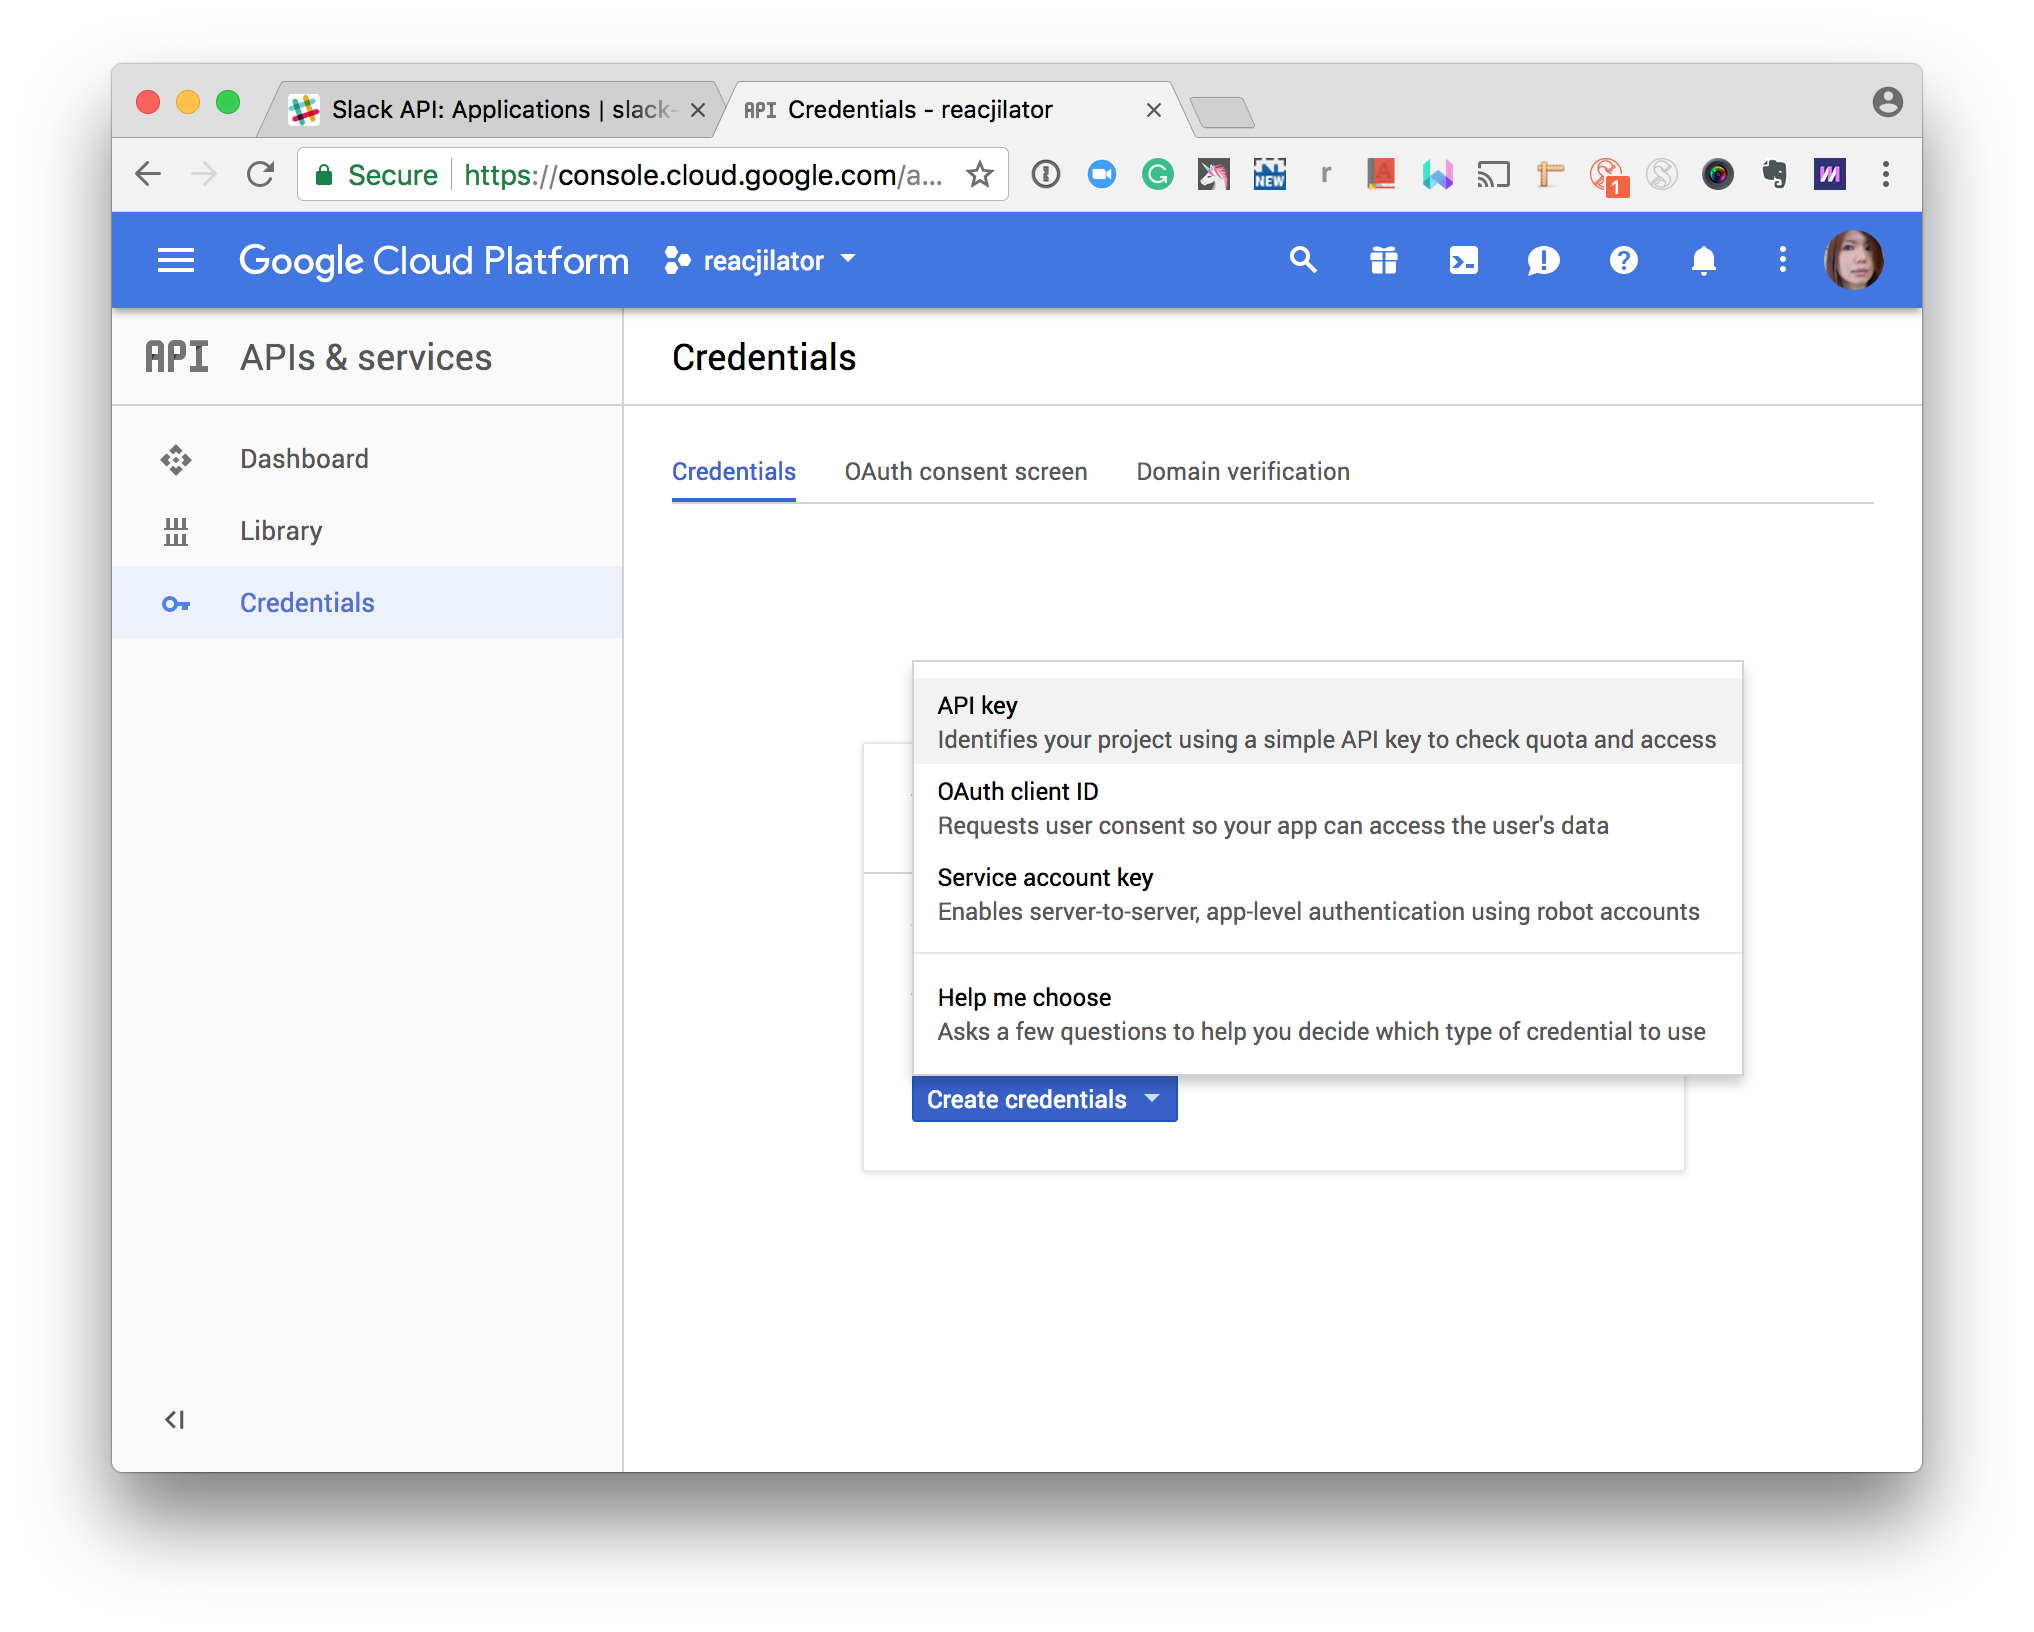 Slack API: Applications | slack-
API Credentials - reacjilator
Secure https://console.cloud.google.com/a...
NEW
r
A
1
Google Cloud Platform reacjilator
API APIs & services
Credentials
Dashboard
Library
Credentials
Credentials OAuth consent screen Domain verification
API key
Identifies your project using a simple API key to check quota and access
OAuth client ID
Requests user consent so your app can access the user's data
Service account key
Enables server-to-server, app-level authentication using robot accounts
Help me choose
Asks a few questions to help you decide which type of credential to use
Create credentials